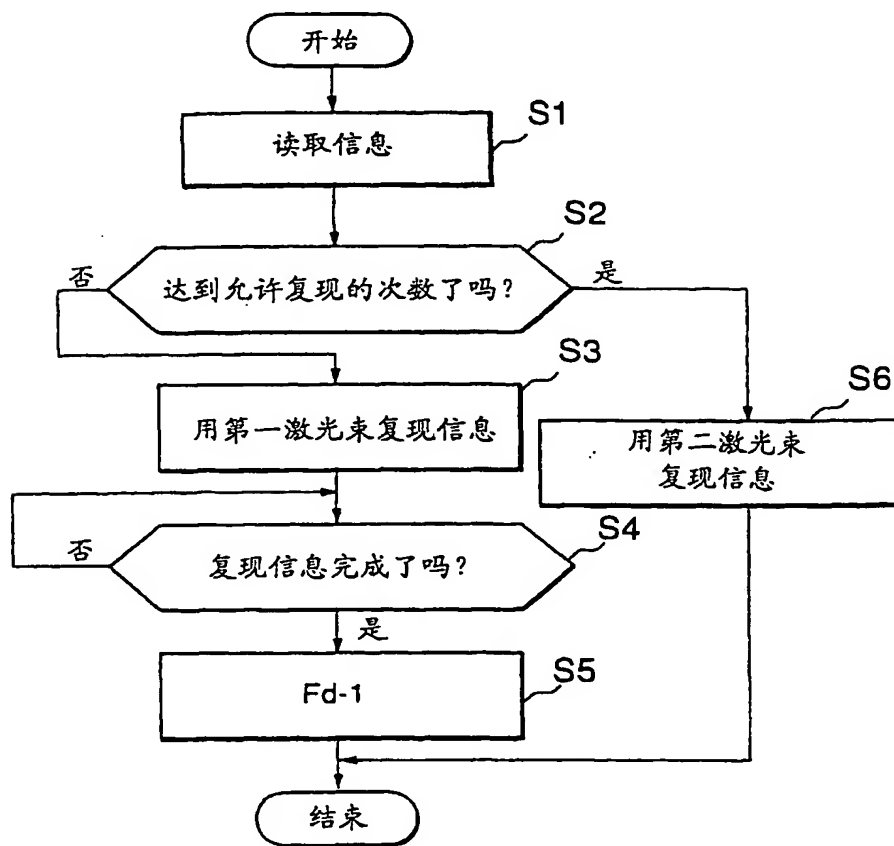 开始
S1
读取信息
S2
否
达到允许复现的次数了吗?
是
S3
用第一激光束复现信息
S6
用第二激光束
复现信息
否
S4
复现信息完成了吗?
是
S5
Fd-1
结束